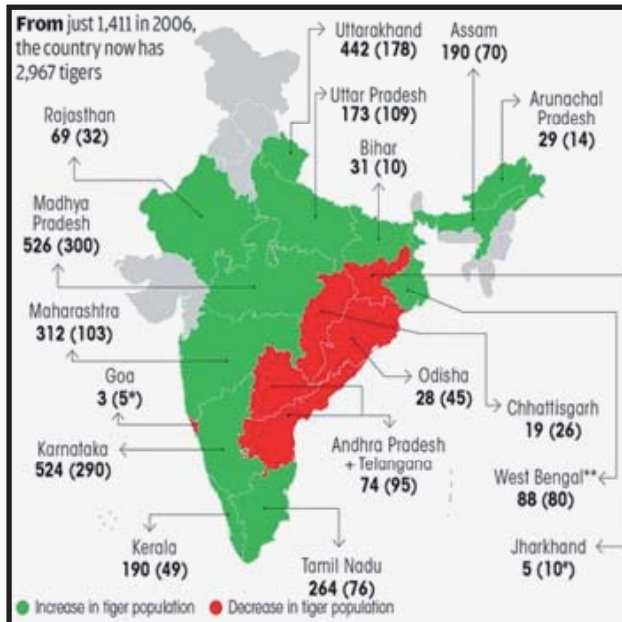 From just 1,411 in 2006,
the country now has
2,967 tigers
Uttarakhand
442 (178)
Assam
190 (70)
Uttar Pradesh
173 (109)
Arunachal
Pradesh
29 (14)
Rajasthan
69 (32)
Bihar
31 (10)
Madhya
Pradesh
526 (300)
Maharashtra
312 (103)
Goa
3 (5*)
Odisha
28 (45)
Chhattisgarh
19 (26)
Karnataka
524 (290)
Andhra Pradesh
+ Telangana
74 (95)
West Bengal**
88 (80)
Kerala
190 (49)
Tamil Nadu
264 (76)
Jharkhand
5 (10*)
Increase in tiger population
Decrease in tiger population